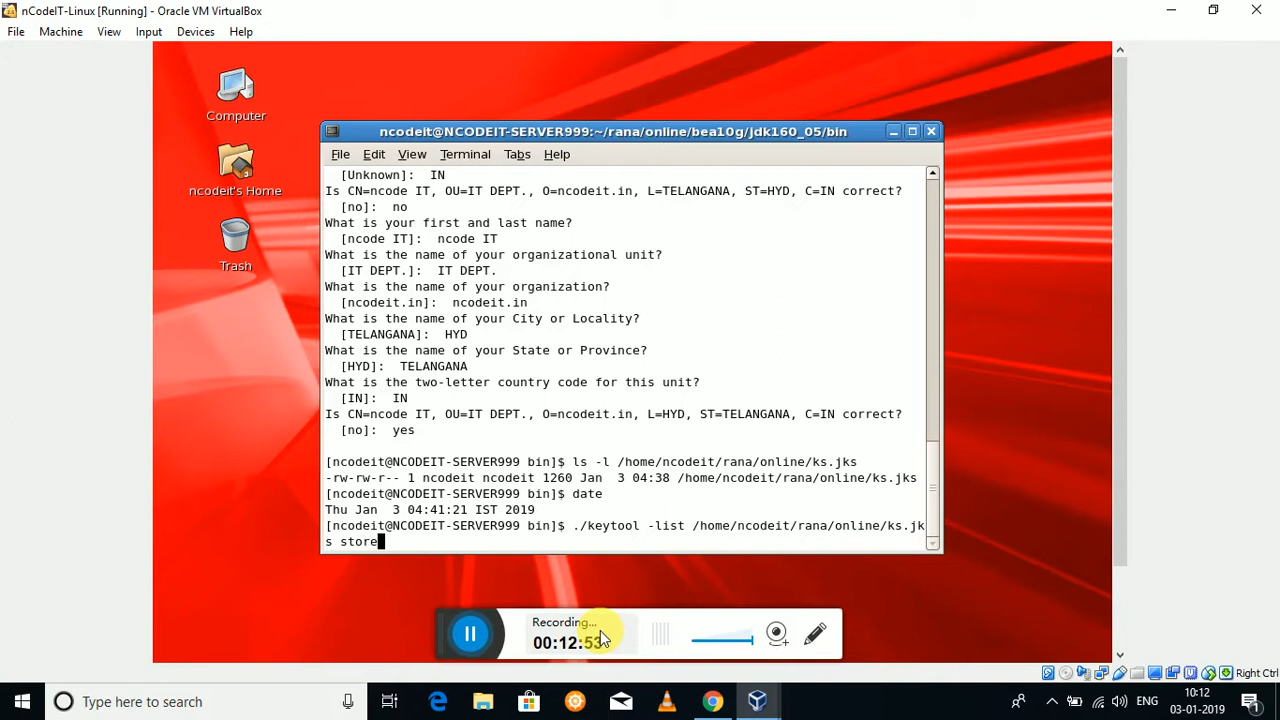 nCodeIT-Linux [Running] - Oracle VM VirtualBox
File Machine View Input Devices Help
Computer
ncodeit's Home
Trash
ncodeit@NCODEIT-SERVER999:~/rana/online/bea10g/jdk160_05/bin
File Edit View Terminal Tabs Help
[Unknown]: IN
Is CN=ncode IT, OU=IT DEPT., O=ncodeit.in, L=TELANGANA, ST=HYD, C=IN correct?
[no]: no
What is your first and last name?
[ncode IT]: ncode IT
What is the name of your organizational unit?
[IT DEPT.]: IT DEPT.
What is the name of your organization?
[ncodeit.in]: ncodeit.in
What is the name of your City or Locality?
[TELANGANA]: HYD
What is the name of your State or Province?
[HYD]: TELANGANA
What is the two-letter country code for this unit?
[IN]: IN
Is CN=ncode IT, OU=IT DEPT., O=ncodeit.in, L=HYD, ST=TELANGANA, C=IN correct?
[no]: yes
[ncodeit@NCODEIT-SERVER999 bin]$ ls -l /home/ncodeit/rana/online/ks.jks
-rw-rw-r-- 1 ncodeit ncodeit 1260 Jan 3 04:38 /home/ncodeit/rana/online/ks.jks
[ncodeit@NCODEIT-SERVER999 bin]$ date
Thu Jan 3 04:41:21 IST 2019
[ncodeit@NCODEIT-SERVER999 bin]$ ./keytool -list /home/ncodeit/rana/online/ks.jk
s store
Recording...
00:12:53
Right Ctrl
Type here to search
ENG
10:12
03-01-2019
1